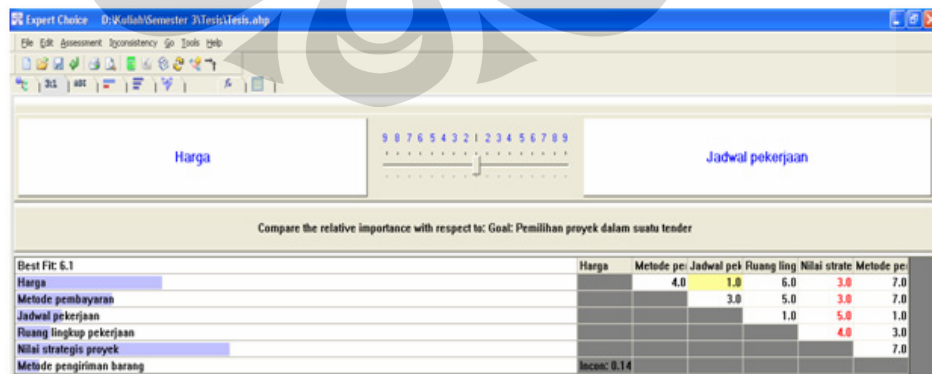 Expert Choice D:\Kuliah\Semester 3\Tesis\Tesis.ahp
File Edit Assessment Inconsistency Go Tools Help
3:1 ABC
Harga
9 8 7 6 5 4 3 2 1 2 3 4 5 6 7 8 9
Jadwal pekerjaan
Compare the relative importance with respect to: Goal: Pemilihan proyek dalam suatu tender
Best Fit: 6.1 Harga Metode pe Jadwal pek Ruang ling Nilai strate Metode pe
Harga 4.0 1.0 6.0 3.0 7.0
Metode pembayaran 3.0 5.0 3.0 7.0
Jadwal pekerjaan 1.0 5.0 1.0
Ruang lingkup pekerjaan 4.0 3.0
Nilai strategis proyek 7.0
Metode pengiriman barang Incon: 0.14